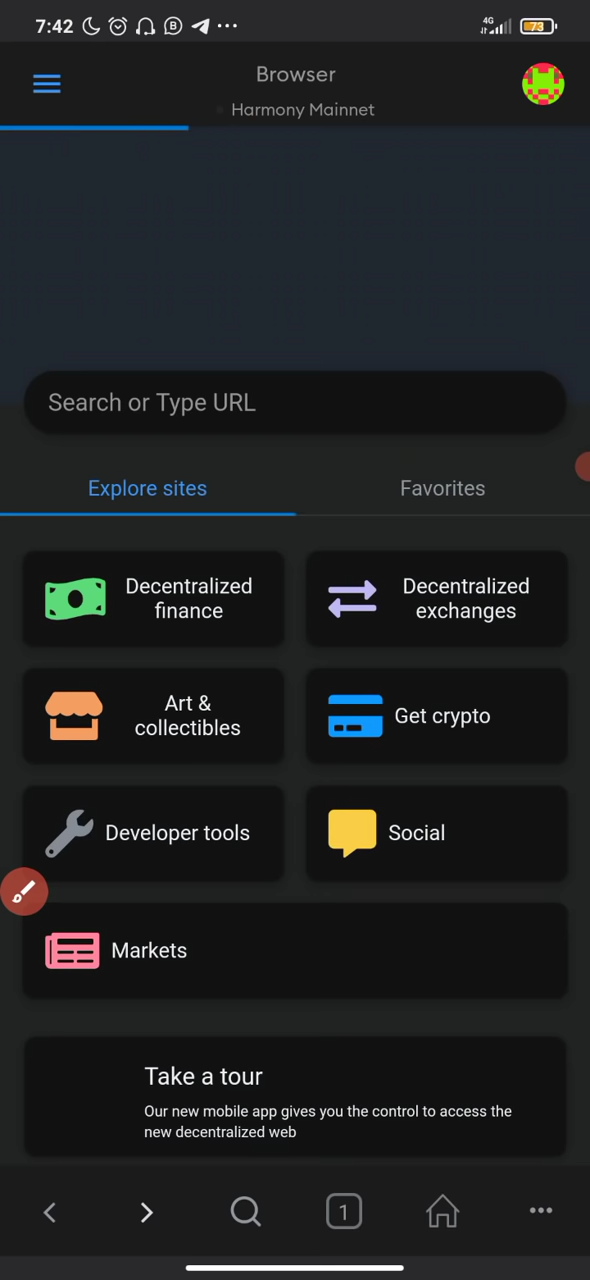 7:42
4G
73
Browser
Harmony Mainnet
Search or Type URL
Explore sites
Favorites
Decentralized
finance
Decentralized
exchanges
Art &
collectibles
Get crypto
Developer tools
Social
Markets
Take a tour
Our new mobile app gives you the control to access the
new decentralized web
1